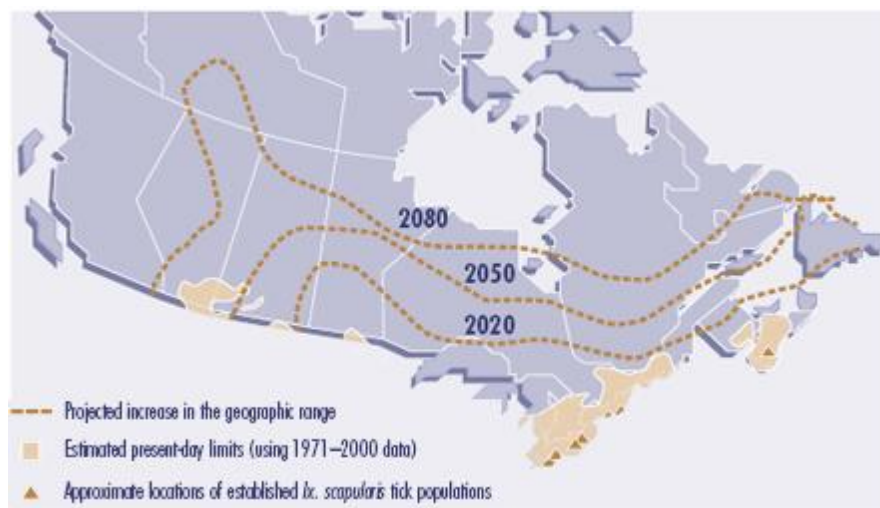 2080
2050
2020
Projected increase in the geographic range
Estimated present-day limits (using 1971–2000 data)
Approximate locations of established Ix. scapularis tick populations